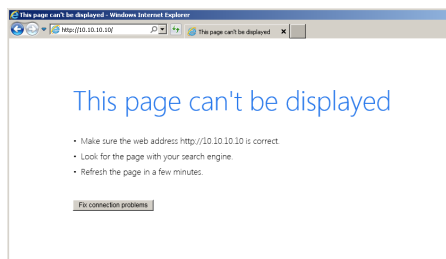 This page can't be displayed - Windows Internet Explorer
http://10.10.10.10/
This page can't be displayed
This page can't be displayed
• Make sure the web address http://10.10.10.10 is correct.
• Look for the page with your search engine.
• Refresh the page in a few minutes.
Fix connection problems